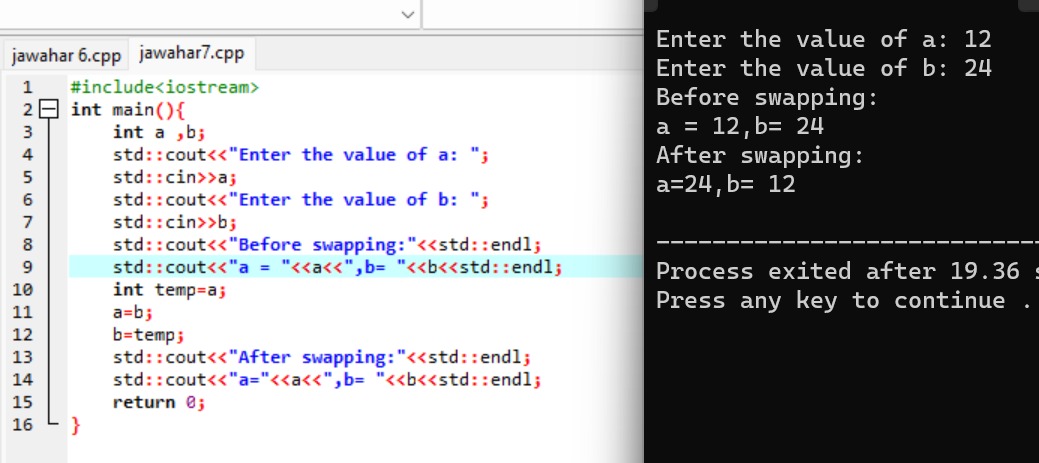 jawahar 6.cpp jawahar7.cpp
1 #include<iostream>
2 int main(){
3 int a ,b;
4 std::cout<<"Enter the value of a: ";
5 std::cin>>a;
6 std::cout<<"Enter the value of b: ";
7 std::cin>>b;
8 std::cout<<"Before swapping:"<<std::endl;
9 std::cout<<"a = "<<a<<",b= "<<b<<std::endl;
10 int temp=a;
11 a=b;
12 b=temp;
13 std::cout<<"After swapping:"<<std::endl;
14 std::cout<<"a="<<a<<",b= "<<b<<std::endl;
15 return 0;
16 }
Enter the value of a: 12
Enter the value of b: 24
Before swapping:
a = 12,b= 24
After swapping:
a=24,b= 12
--------------------------------
Process exited after 19.36 s
Press any key to continue .